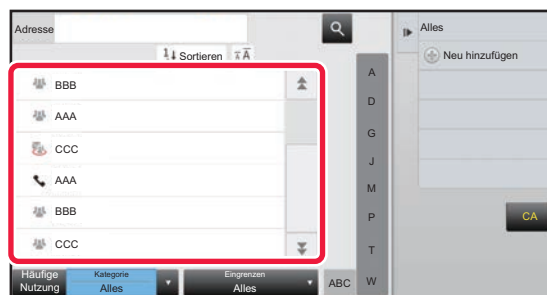 Adresse
Alles
Sortieren
Neu hinzufügen
BBB
AAA
CCC
AAA
BBB
CCC
A
D
G
J
M
P
T
W
CA
Häufige
Nutzung
Kategorie
Alles
Eingrenzen
Alles
ABC